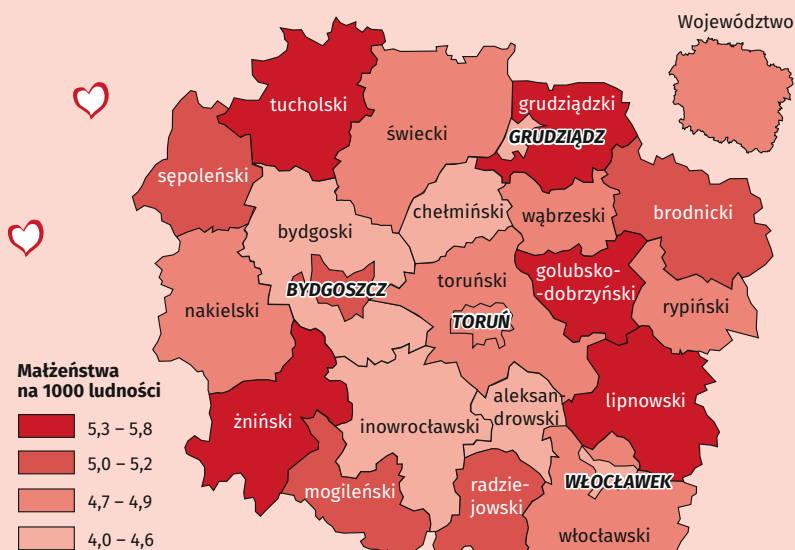 Województwo
tucholski
grudziądzki
świecki
GRUDZIĄDZ
sępoleński
chełmiński
wąbrzeski
brodnicki
bydgoski
toruński
golubsko-
-dobrzyński
BYDGOSZCZ
nakielski
rypiński
TORUŃ
Małżeństwa
na 1000 ludności
5,3 – 5,8
5,0 – 5,2
4,7 – 4,9
4,0 – 4,6
aleksan-
drowski
lipnowski
żniński
inowrocławski
mogileński
radzie-
jowski
WŁOCŁAWEK
włocławski